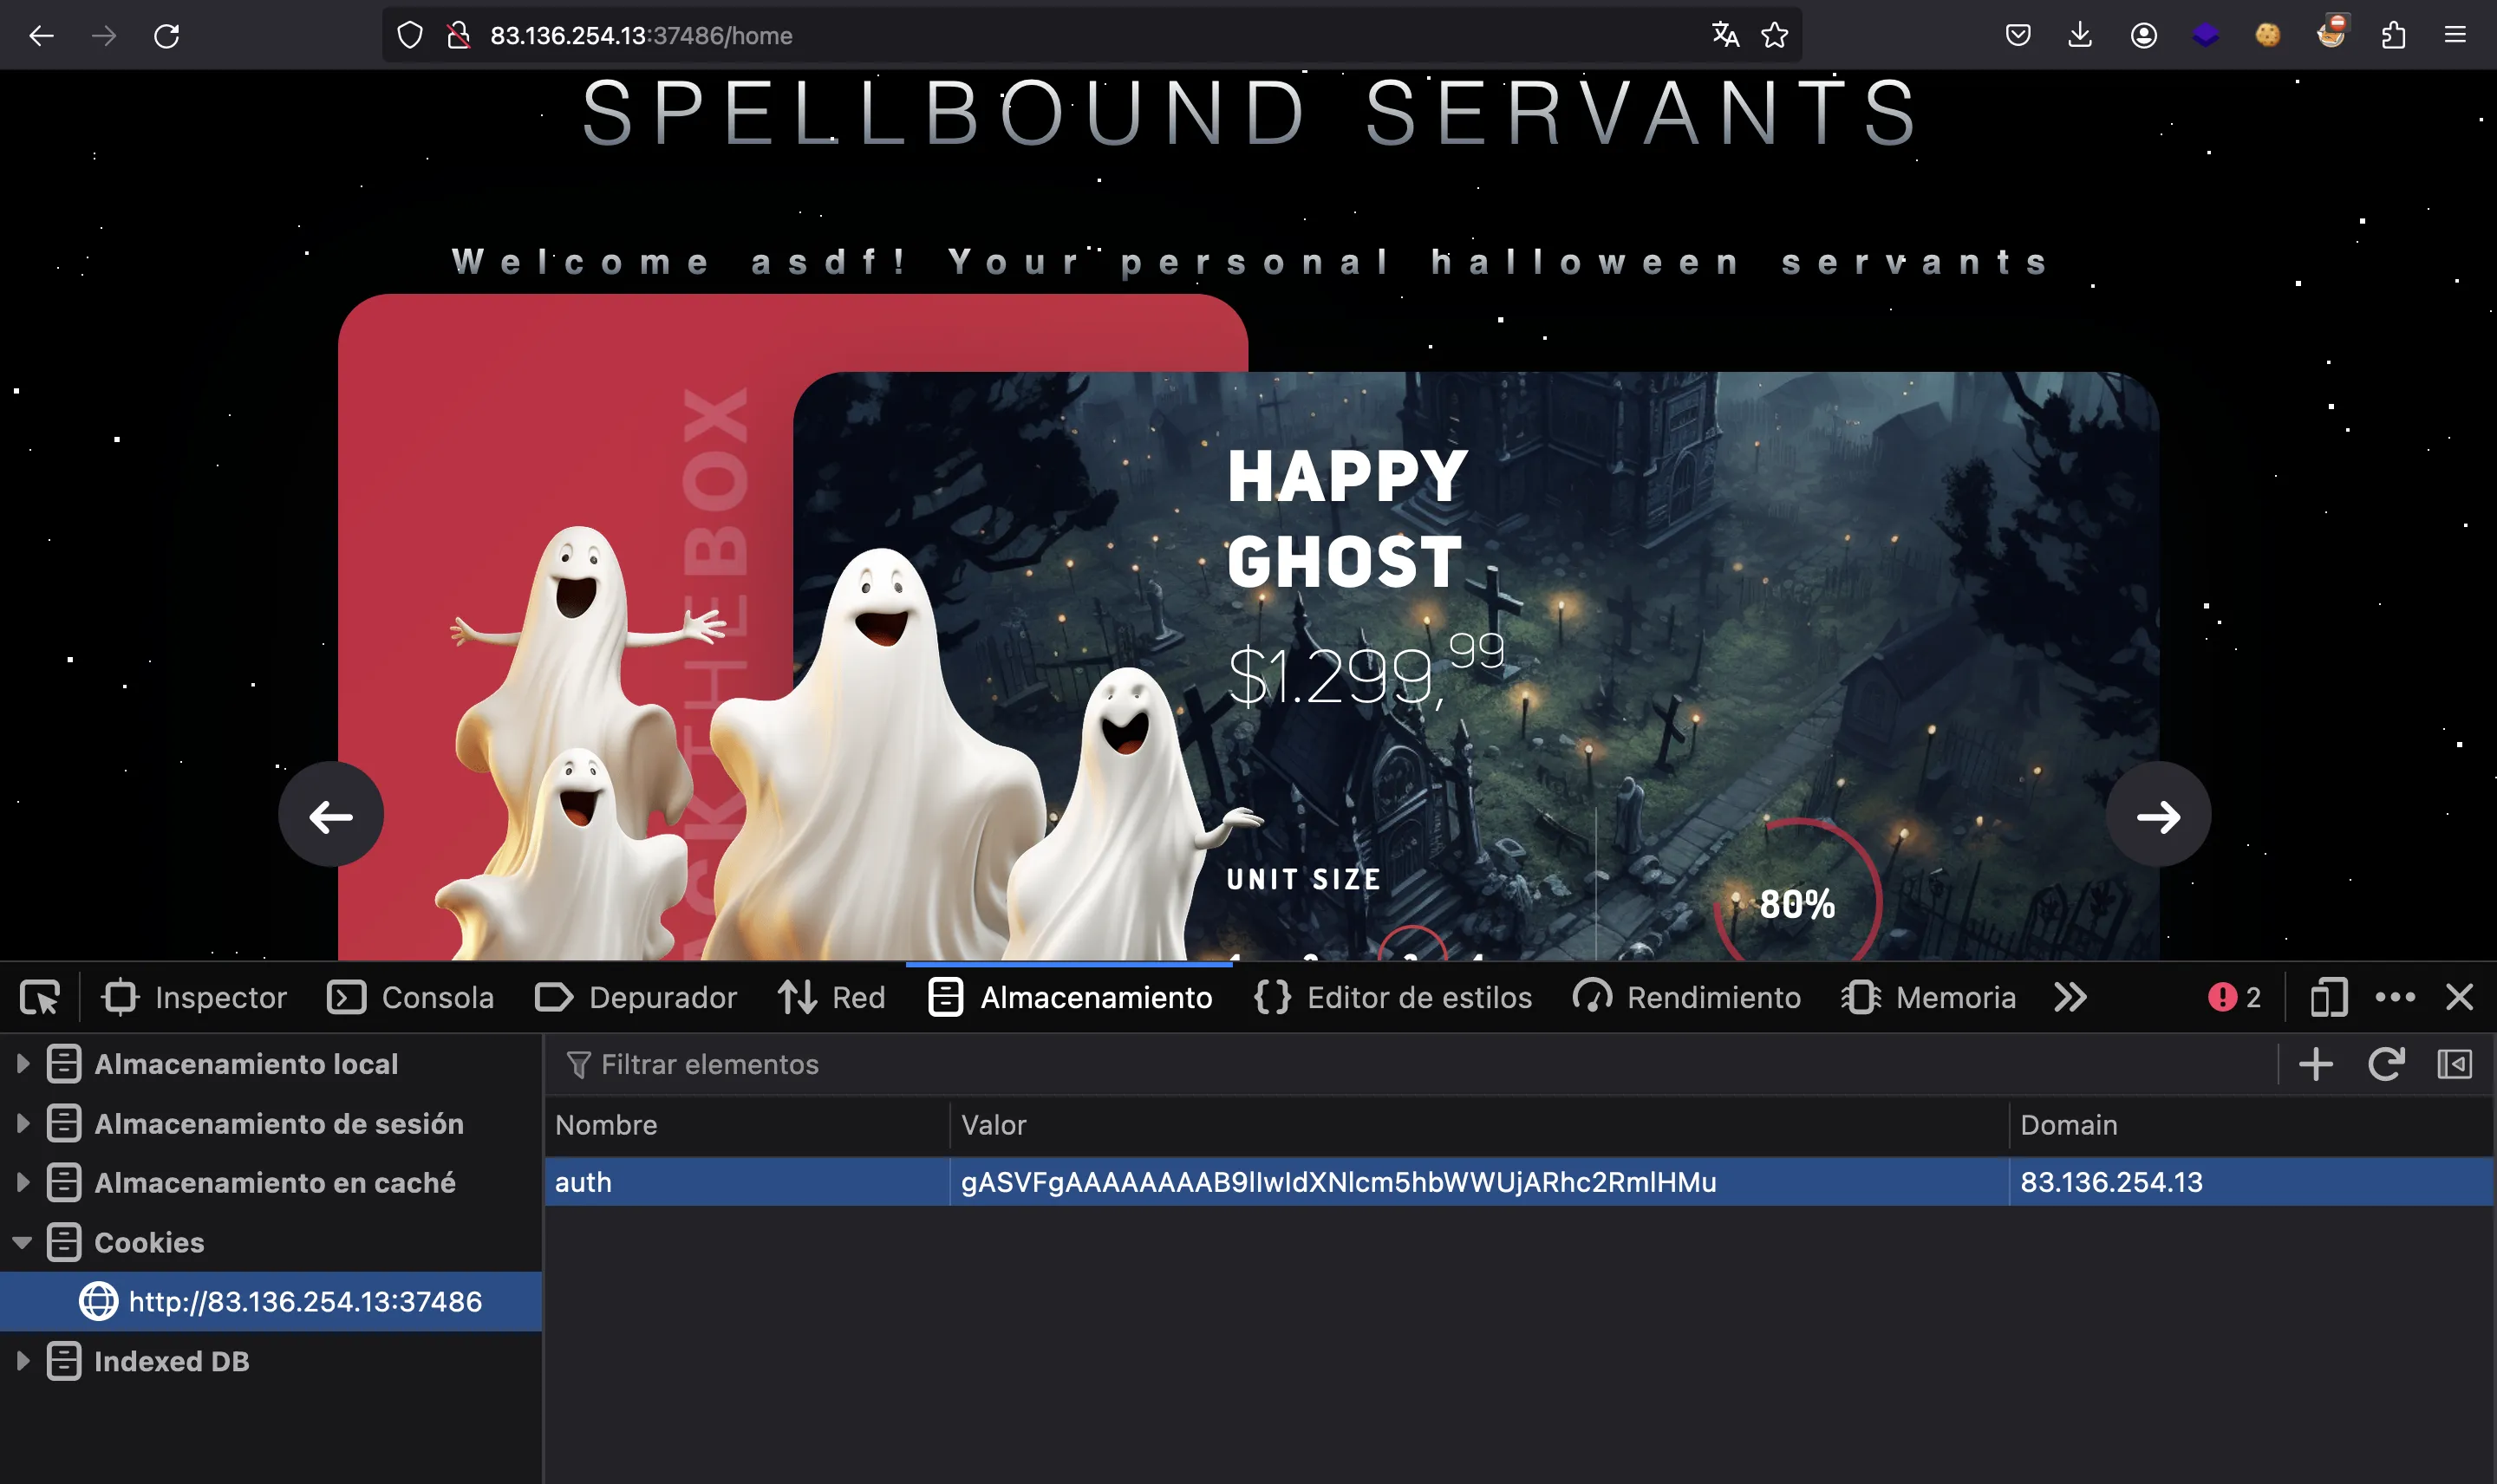 83.136.254.13:37486/home
SPELLBOUND SERVANTS
Welcome asdf! Your personal halloween servants
HAPPY
GHOST
$1.299,99
UNIT SIZE
80%
Inspector Consola Depurador Red Almacenamiento Editor de estilos Rendimiento Memoria 2
Almacenamiento local
Almacenamiento de sesión
Almacenamiento en caché
Cookies
http://83.136.254.13:37486
Indexed DB
Filtrar elementos
Nombre Valor Domain
auth gASVFgAAAAAAAAB9lIwIdXNlcm5hbWWUjARhc2RmlHMu 83.136.254.13